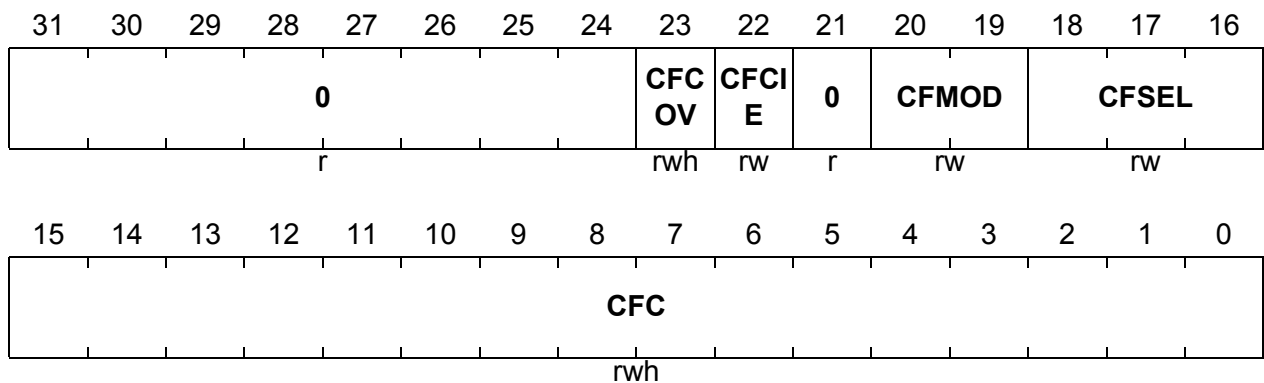 31 30 29 28 27 26 25 24 23 22 21 20 19 18 17 16
0 CFC OV CFCI E 0 CFMOD CFSEL
r rwh rw r rw rw
15 14 13 12 11 10 9 8 7 6 5 4 3 2 1 0
CFC
rwh